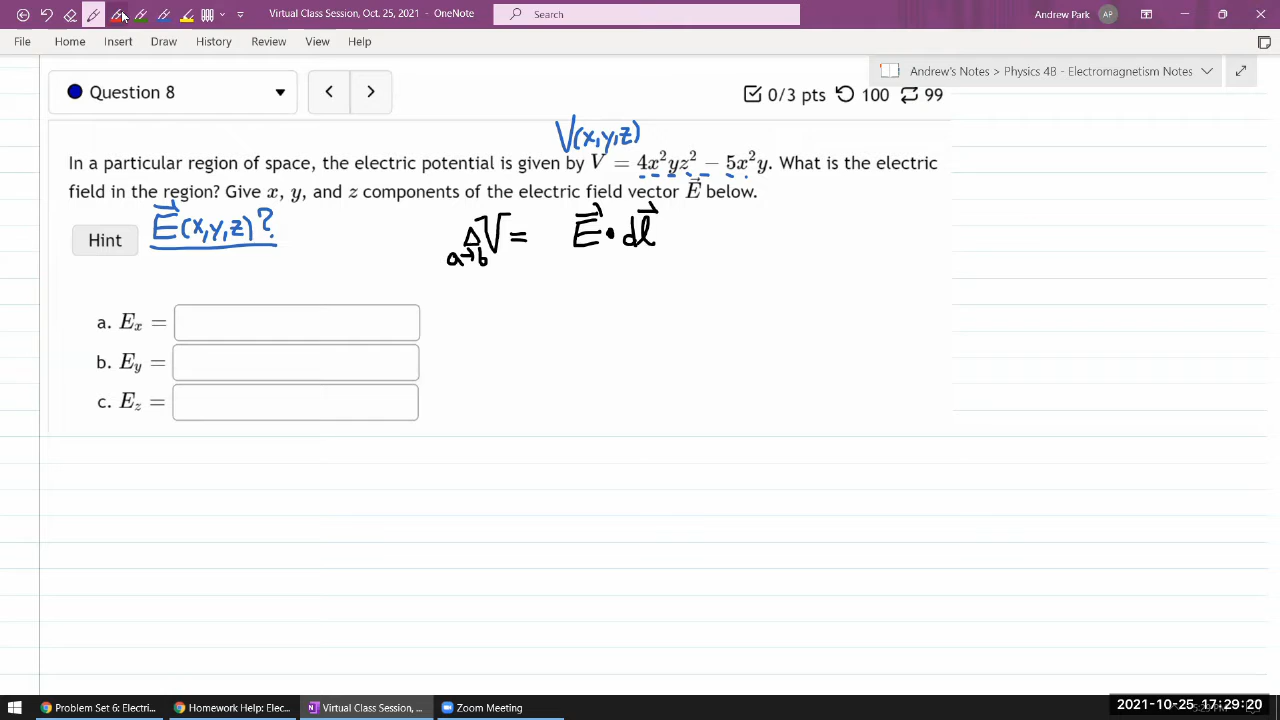 Virtual Class Session, Oct. 25, 2021 - OneNote
Search
Andrew Park AP
File Home Insert Draw History Review View Help
Andrew's Notes > Physics 4B - Electromagnetism Notes
Question 8
0/3 pts 100 99
V(x,y,z)
In a particular region of space, the electric potential is given by V = 4x²yz² − 5x²y. What is the electric
field in the region? Give x, y, and z components of the electric field vector E⃗ below.
E⃗(x,y,z)?
Hint
ΔV = E⃗ · dl⃗
a→b
a. Eₓ =
b. E_y =
c. E_z =
Problem Set 6: Electri... Homework Help: Elec... Virtual Class Session, ... Zoom Meeting
2021-10-25 17:29:20